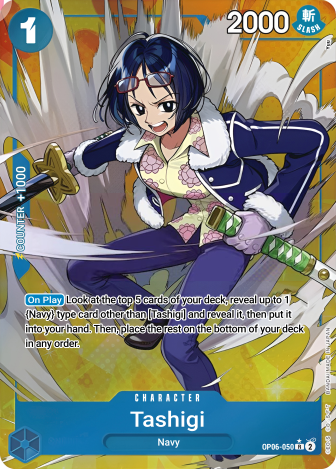 1
2000
斬
SLASH
COUNTER +1000
On Play Look at the top 5 cards of your deck, reveal up to 1
{Navy} type card other than [Tashigi] and reveal it, then put it
into your hand. Then, place the rest on the bottom of your deck
in any order.
CHARACTER
Tashigi
Navy
OP06-050 R 2